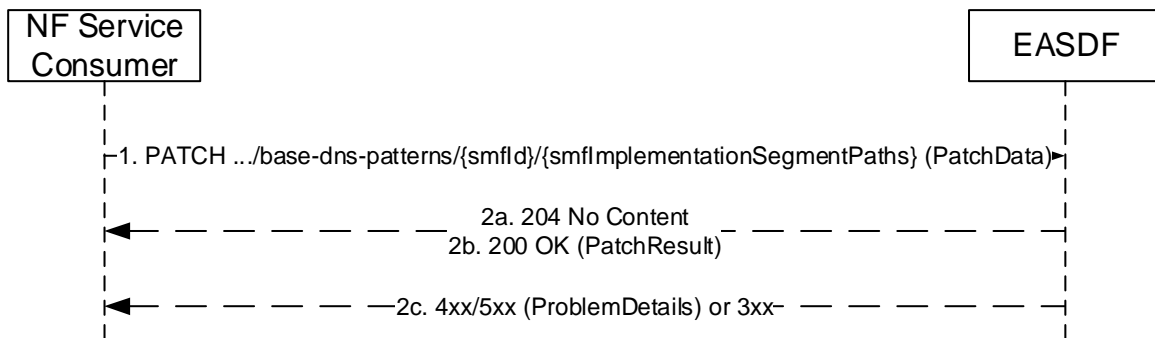 NF Service
Consumer
EASDF
1. PATCH .../base-dns-patterns/{smfId}/{smfImplementationSegmentPaths} (PatchData)
2a. 204 No Content
2b. 200 OK (PatchResult)
2c. 4xx/5xx (ProblemDetails) or 3xx